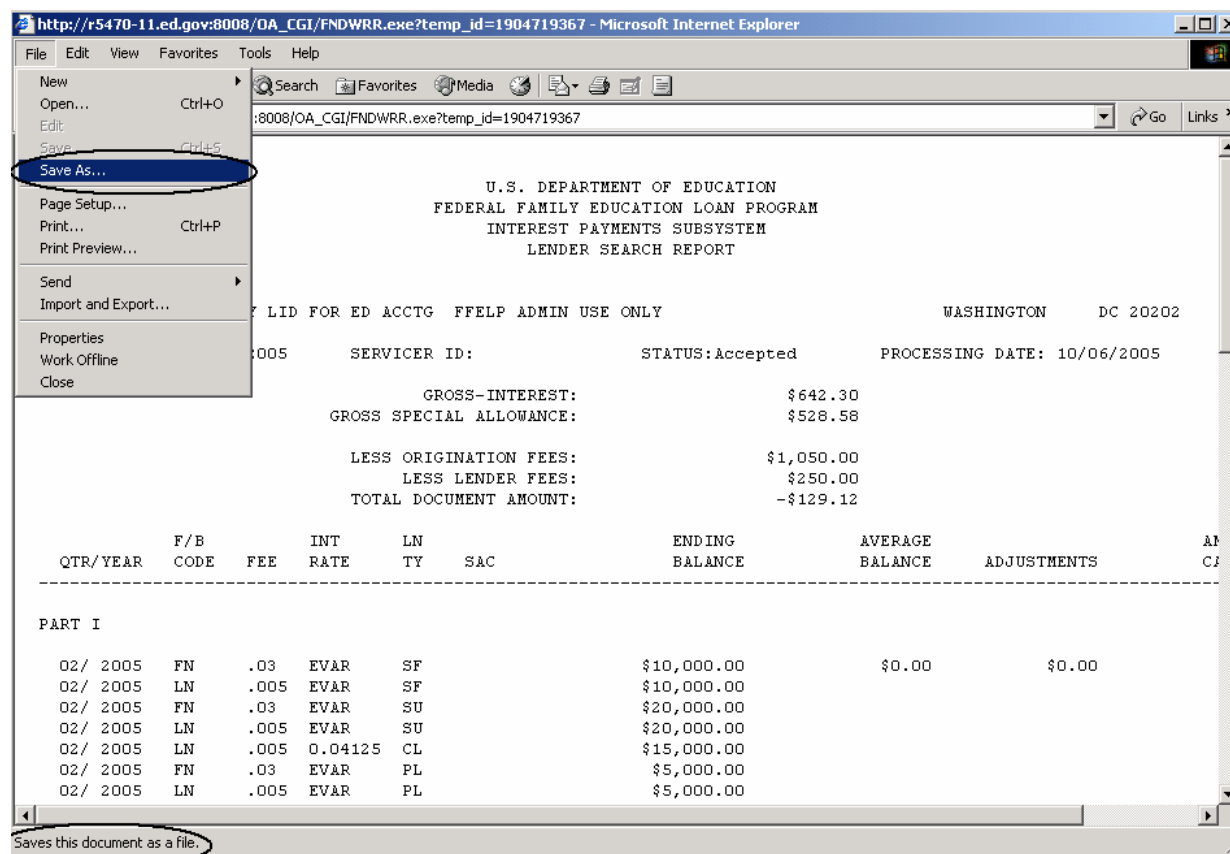 http://r5470-11.ed.gov:8008/OA_CGI/FNDWRR.exe?temp_id=1904719367 - Microsoft Internet Explorer
File Edit View Favorites Tools Help
New
Open... Ctrl+O
Edit
Save Ctrl+S
Save As...
Page Setup...
Print... Ctrl+P
Print Preview...
Send
Import and Export...
Properties
Work Offline
Close
Search Favorites Media
:8008/OA_CGI/FNDWRR.exe?temp_id=1904719367 Go Links
U.S. DEPARTMENT OF EDUCATION
FEDERAL FAMILY EDUCATION LOAN PROGRAM
INTEREST PAYMENTS SUBSYSTEM
LENDER SEARCH REPORT
LID FOR ED ACCTG FFELP ADMIN USE ONLY WASHINGTON DC 20202
:005 SERVICER ID: STATUS:Accepted PROCESSING DATE: 10/06/2005
GROSS-INTEREST: $642.30
GROSS SPECIAL ALLOWANCE: $528.58
LESS ORIGINATION FEES: $1,050.00
LESS LENDER FEES: $250.00
TOTAL DOCUMENT AMOUNT: -$129.12
F/B INT LN ENDING AVERAGE
QTR/YEAR CODE FEE RATE TY SAC BALANCE BALANCE ADJUSTMENTS
PART I
02/ 2005 FN .03 EVAR SF $10,000.00 $0.00 $0.00
02/ 2005 LN .005 EVAR SF $10,000.00
02/ 2005 FN .03 EVAR SU $20,000.00
02/ 2005 LN .005 EVAR SU $20,000.00
02/ 2005 LN .005 0.04125 CL $15,000.00
02/ 2005 FN .03 EVAR PL $5,000.00
02/ 2005 LN .005 EVAR PL $5,000.00
Saves this document as a file.